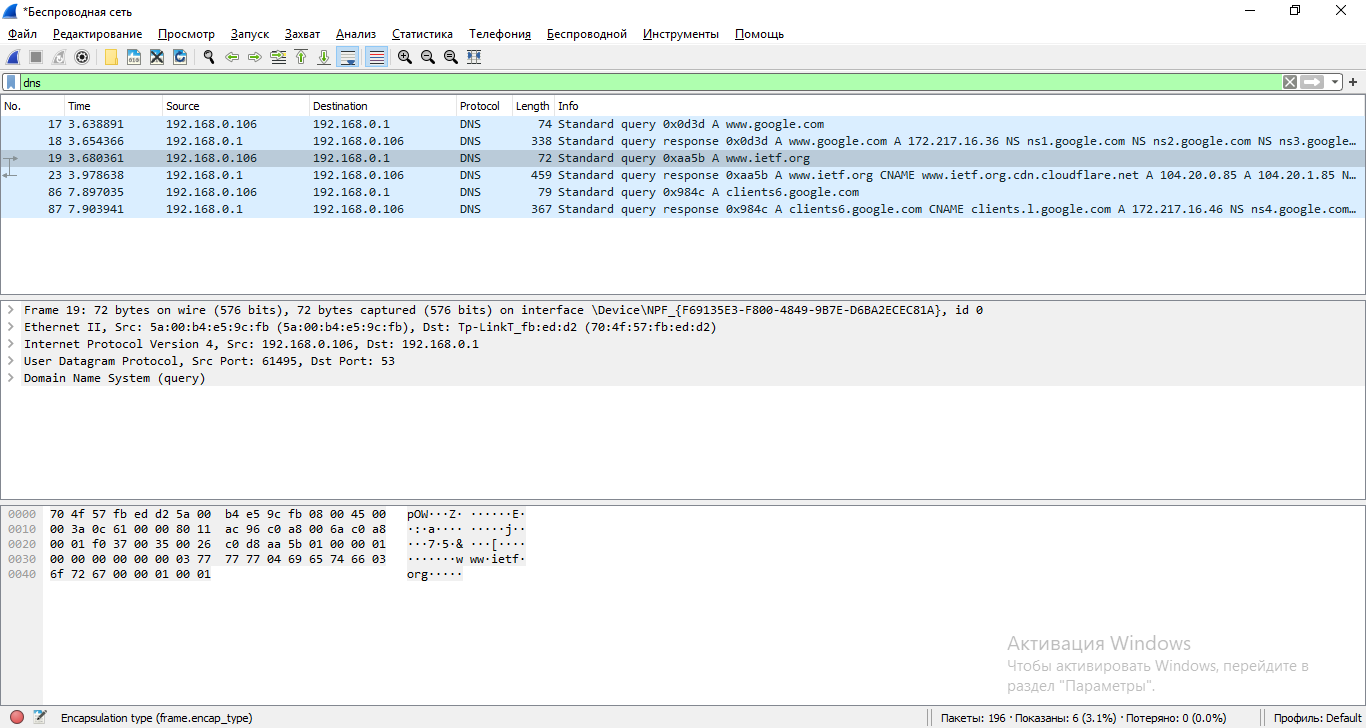 *Беспроводная сеть
Файл Редактирование Просмотр Запуск Захват Анализ Статистика Телефония Беспроводной Инструменты Помощь
dns
No. Time Source Destination Protocol Length Info
17 3.638891 192.168.0.106 192.168.0.1 DNS 74 Standard query 0x0d3d A www.google.com
18 3.654366 192.168.0.1 192.168.0.106 DNS 338 Standard query response 0x0d3d A www.google.com A 172.217.16.36 NS ns1.google.com NS ns2.google.com NS ns3.google…
19 3.680361 192.168.0.106 192.168.0.1 DNS 72 Standard query 0xaa5b A www.ietf.org
23 3.978638 192.168.0.1 192.168.0.106 DNS 459 Standard query response 0xaa5b A www.ietf.org CNAME www.ietf.org.cdn.cloudflare.net A 104.20.0.85 A 104.20.1.85 N…
86 7.897035 192.168.0.106 192.168.0.1 DNS 79 Standard query 0x984c A clients6.google.com
87 7.903941 192.168.0.1 192.168.0.106 DNS 367 Standard query response 0x984c A clients6.google.com CNAME clients.l.google.com A 172.217.16.46 NS ns4.google.com…
Frame 19: 72 bytes on wire (576 bits), 72 bytes captured (576 bits) on interface \Device\NPF_{F69135E3-F800-4849-9B7E-D6BA2ECEC81A}, id 0
Ethernet II, Src: 5a:00:b4:e5:9c:fb (5a:00:b4:e5:9c:fb), Dst: Tp-LinkT_fb:ed:d2 (70:4f:57:fb:ed:d2)
Internet Protocol Version 4, Src: 192.168.0.106, Dst: 192.168.0.1
User Datagram Protocol, Src Port: 61495, Dst Port: 53
Domain Name System (query)
0000 70 4f 57 fb ed d2 5a 00 b4 e5 9c fb 08 00 45 00 pOW···Z· ······E·
0010 00 3a 0c 61 00 00 80 11 ac 96 c0 a8 00 6a c0 a8 ·:·a···· ·····j··
0020 00 01 f0 37 00 35 00 26 c0 d8 aa 5b 01 00 00 01 ···7·5·& ···[····
0030 00 00 00 00 00 00 03 77 77 77 04 69 65 74 66 03 ·······w ww·ietf·
0040 6f 72 67 00 00 01 00 01 org·····
Активация Windows
Чтобы активировать Windows, перейдите в
раздел "Параметры".
Encapsulation type (frame.encap_type) Пакеты: 196 · Показаны: 6 (3.1%) · Потеряно: 0 (0.0%) Профиль: Default